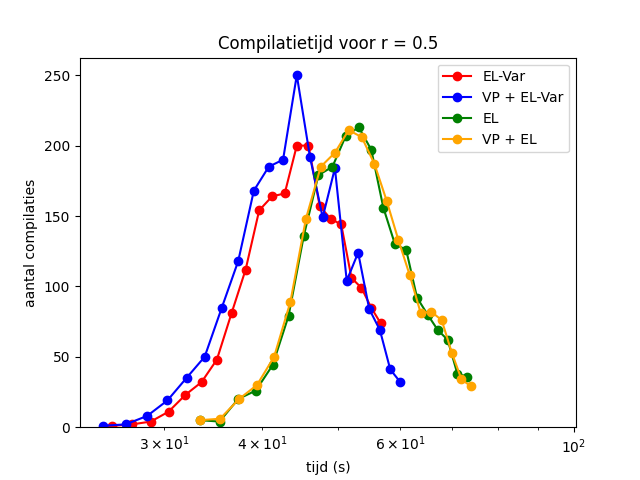 Compilatietijd voor r = 0.5
250
200
150
100
50
0
aantal compilaties
EL-Var
VP + EL-Var
EL
VP + EL
3 × 10¹
4 × 10¹
6 × 10¹
10²
tijd (s)